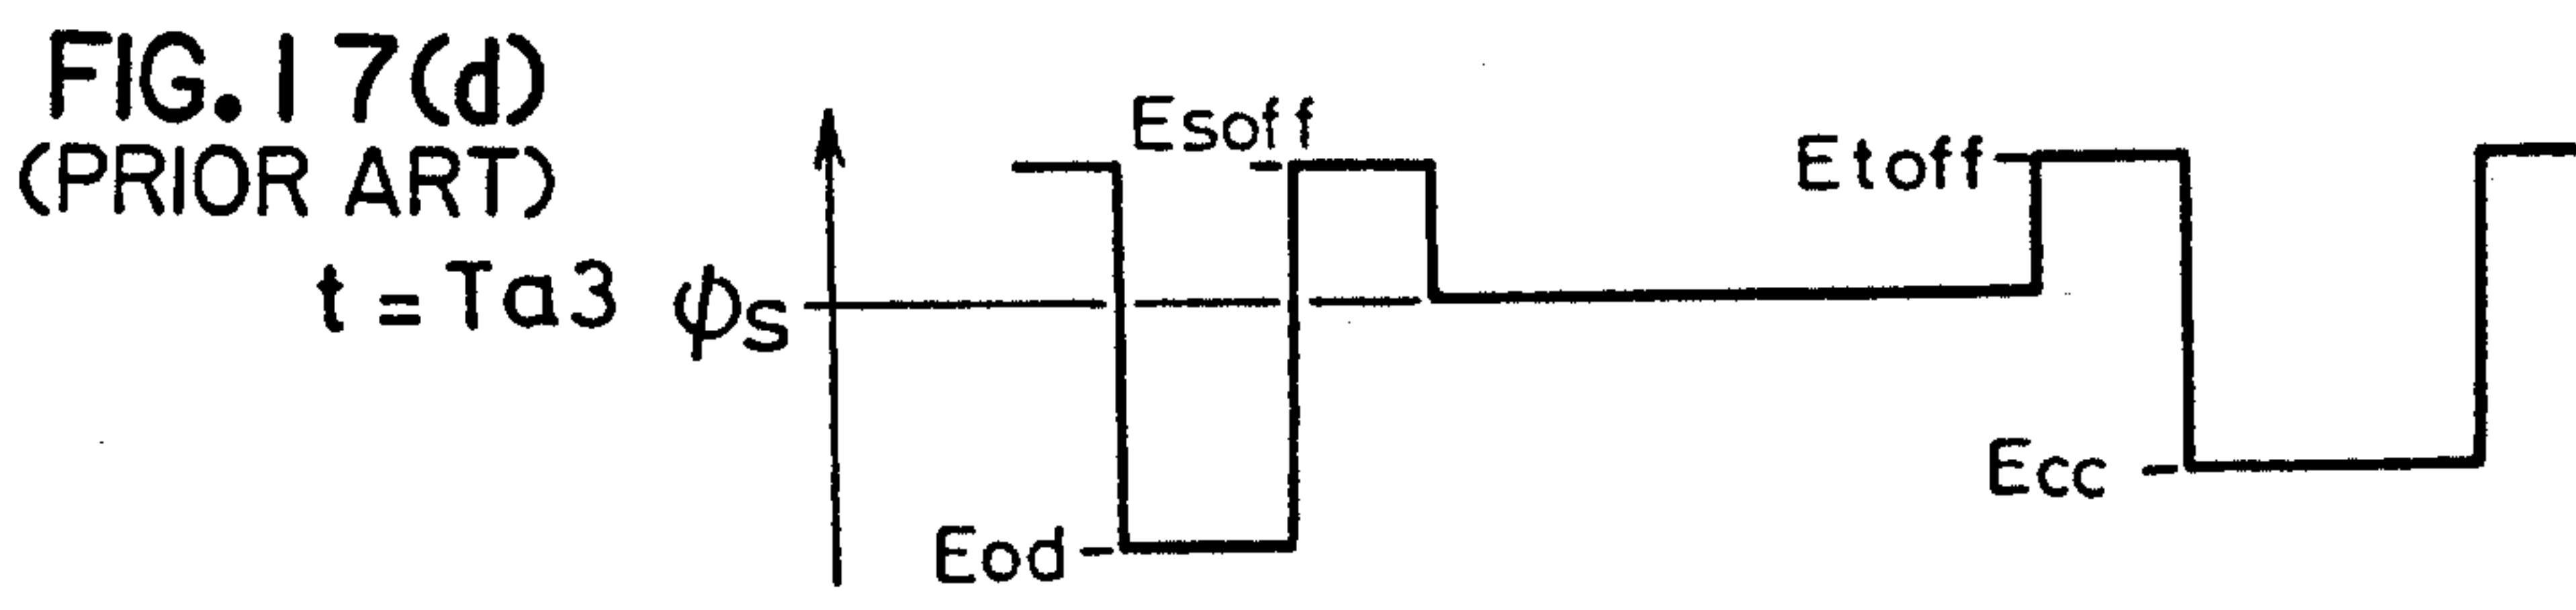 FIG. 17(d)
(PRIOR ART)
t = Ta3
φs
Esoff
Eod
Etoff
Ecc